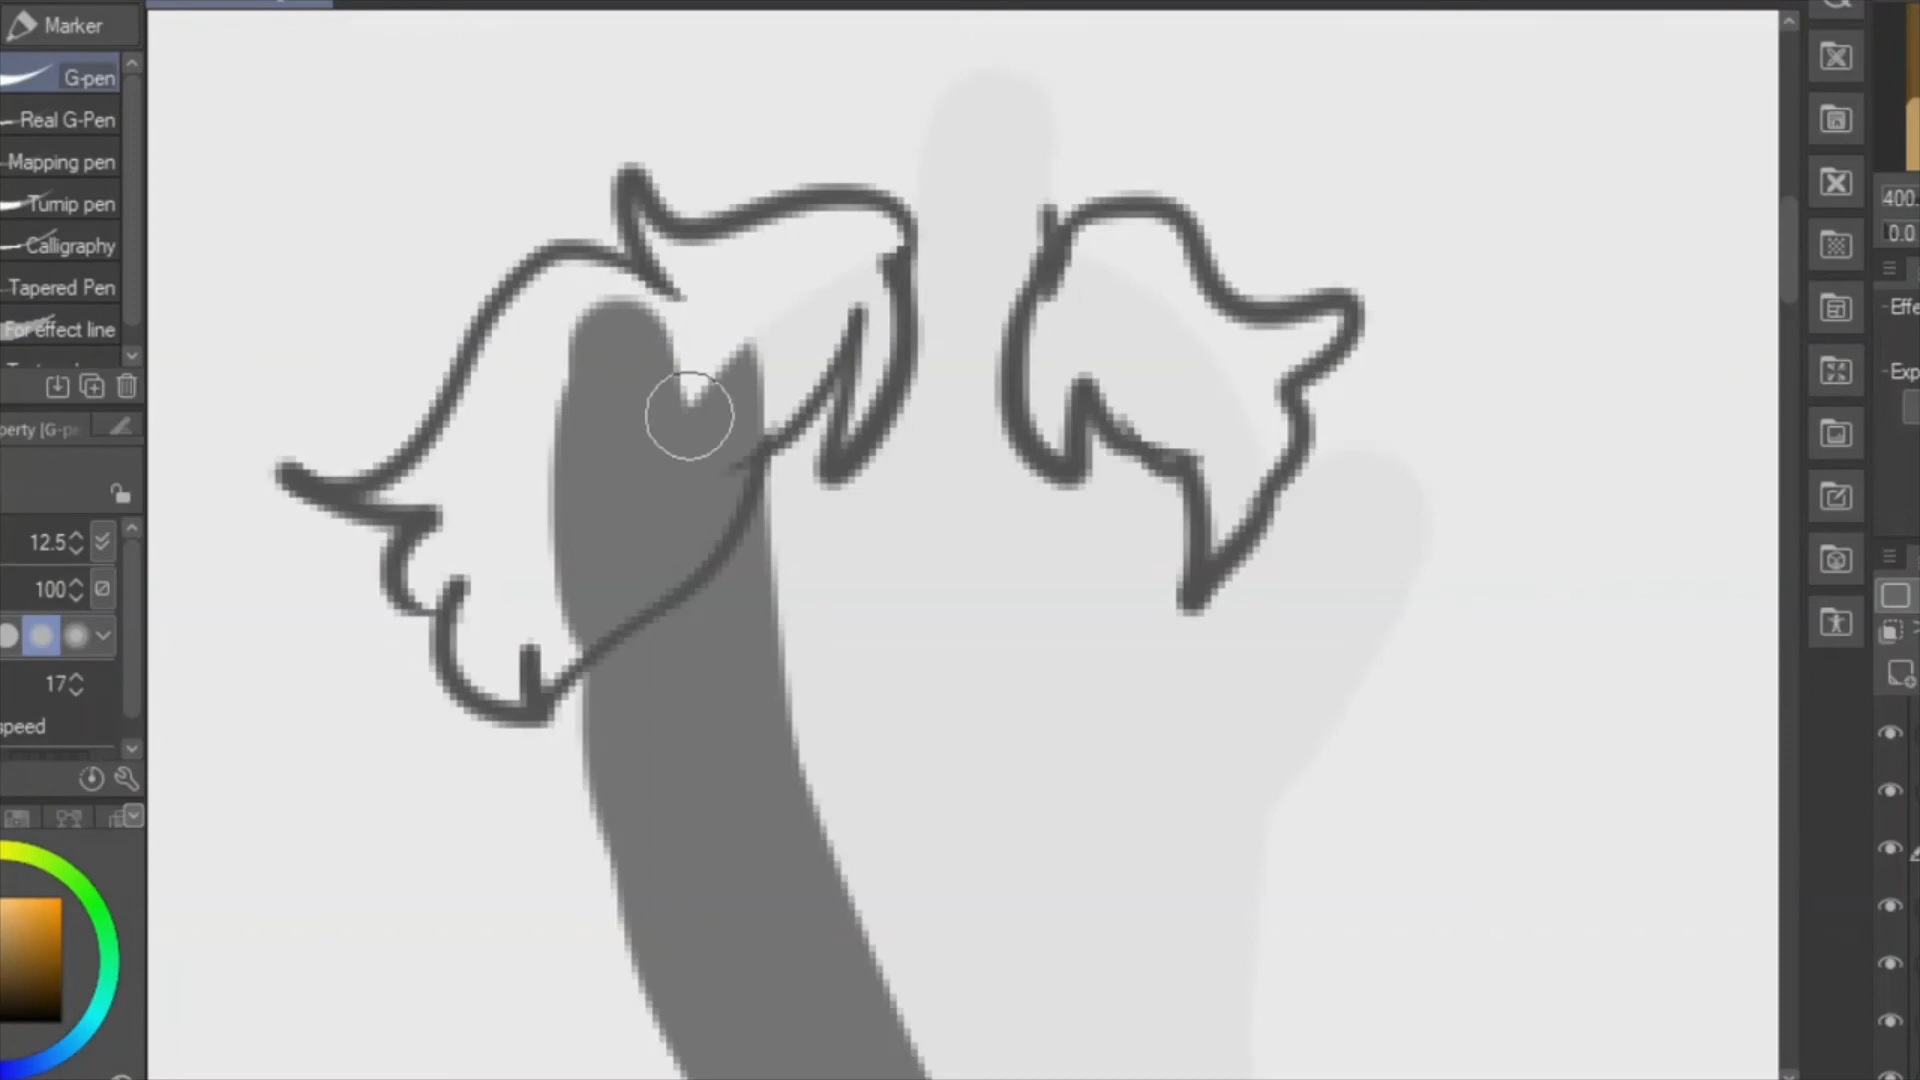 Marker
G-pen
Real G-Pen
Mapping pen
Turnip pen
Calligraphy
Tapered Pen
For effect line
perty [G-pe
12.5
100
17
speed
400.
0.0
Effe
Exp